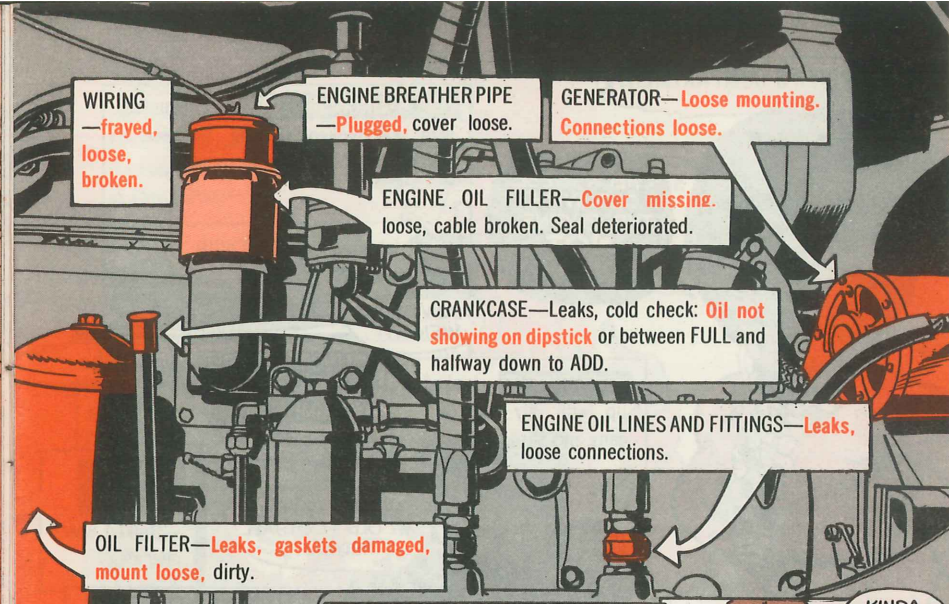 WIRING
—frayed,
loose,
broken.
ENGINE BREATHER PIPE
—Plugged, cover loose.
GENERATOR—Loose mounting.
Connections loose.
ENGINE OIL FILLER—Cover missing.
loose, cable broken. Seal deteriorated.
CRANKCASE—Leaks, cold check: Oil not
showing on dipstick or between FULL and
halfway down to ADD.
ENGINE OIL LINES AND FITTINGS—Leaks,
loose connections.
OIL FILTER—Leaks, gaskets damaged,
mount loose, dirty.
KINDA